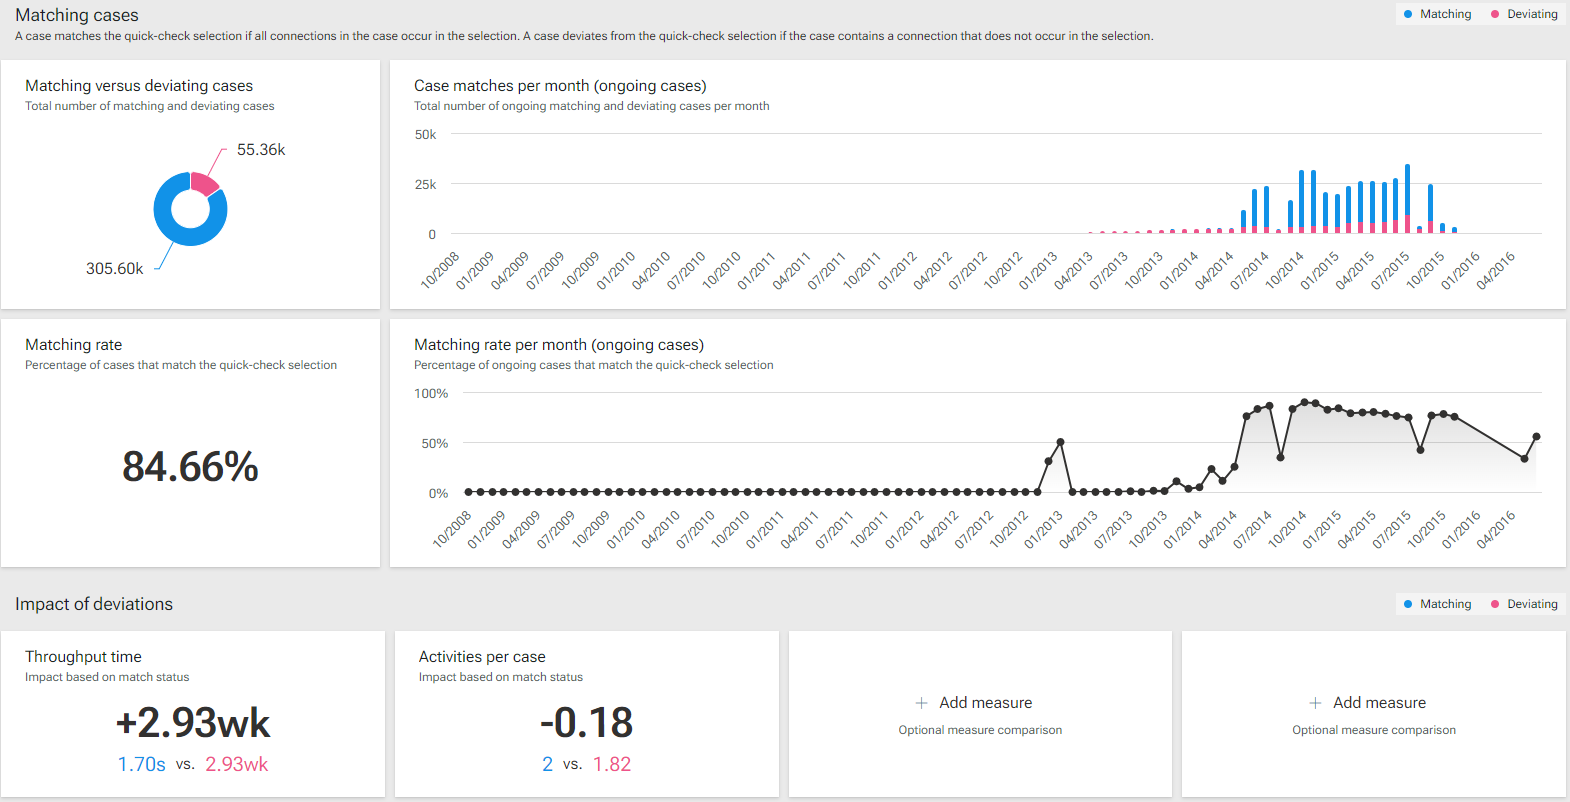 Matching cases
Matching
Deviating
A case matches the quick-check selection if all connections in the case occur in the selection. A case deviates from the quick-check selection if the case contains a connection that does not occur in the selection.
Matching versus deviating cases
Total number of matching and deviating cases
55.36k
305.60k
Case matches per month (ongoing cases)
Total number of ongoing matching and deviating cases per month
50k
25k
0
10/2008 01/2009 04/2009 07/2009 10/2009 01/2010 04/2010 07/2010 10/2010 01/2011 04/2011 07/2011 10/2011 01/2012 04/2012 07/2012 10/2012 01/2013 04/2013 07/2013 10/2013 01/2014 04/2014 07/2014 10/2014 01/2015 04/2015 07/2015 10/2015 01/2016 04/2016
Matching rate
Percentage of cases that match the quick-check selection
84.66%
Matching rate per month (ongoing cases)
Percentage of ongoing cases that match the quick-check selection
100%
50%
0%
10/2008 01/2009 04/2009 07/2009 10/2009 01/2010 04/2010 07/2010 10/2010 01/2011 04/2011 07/2011 10/2011 01/2012 04/2012 07/2012 10/2012 01/2013 04/2013 07/2013 10/2013 01/2014 04/2014 07/2014 10/2014 01/2015 04/2015 07/2015 10/2015 01/2016 04/2016
Impact of deviations
Matching
Deviating
Throughput time
Impact based on match status
+2.93wk
1.70s vs. 2.93wk
Activities per case
Impact based on match status
-0.18
2 vs. 1.82
+ Add measure
Optional measure comparison
+ Add measure
Optional measure comparison